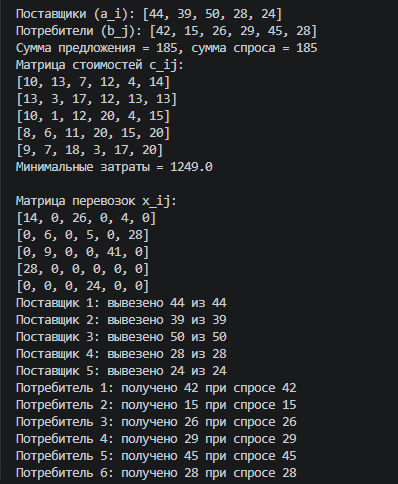 Поставщики (a_i): [44, 39, 50, 28, 24]
Потребители (b_j): [42, 15, 26, 29, 45, 28]
Сумма предложения = 185, сумма спроса = 185
Матрица стоимостей c_ij:
[10, 13, 7, 12, 4, 14]
[13, 3, 17, 12, 13, 13]
[10, 1, 12, 20, 4, 15]
[8, 6, 11, 20, 15, 20]
[9, 7, 18, 3, 17, 20]
Минимальные затраты = 1249.0
Матрица перевозок x_ij:
[14, 0, 26, 0, 4, 0]
[0, 6, 0, 5, 0, 28]
[0, 9, 0, 0, 41, 0]
[28, 0, 0, 0, 0, 0]
[0, 0, 0, 24, 0, 0]
Поставщик 1: вывезено 44 из 44
Поставщик 2: вывезено 39 из 39
Поставщик 3: вывезено 50 из 50
Поставщик 4: вывезено 28 из 28
Поставщик 5: вывезено 24 из 24
Потребитель 1: получено 42 при спросе 42
Потребитель 2: получено 15 при спросе 15
Потребитель 3: получено 26 при спросе 26
Потребитель 4: получено 29 при спросе 29
Потребитель 5: получено 45 при спросе 45
Потребитель 6: получено 28 при спросе 28